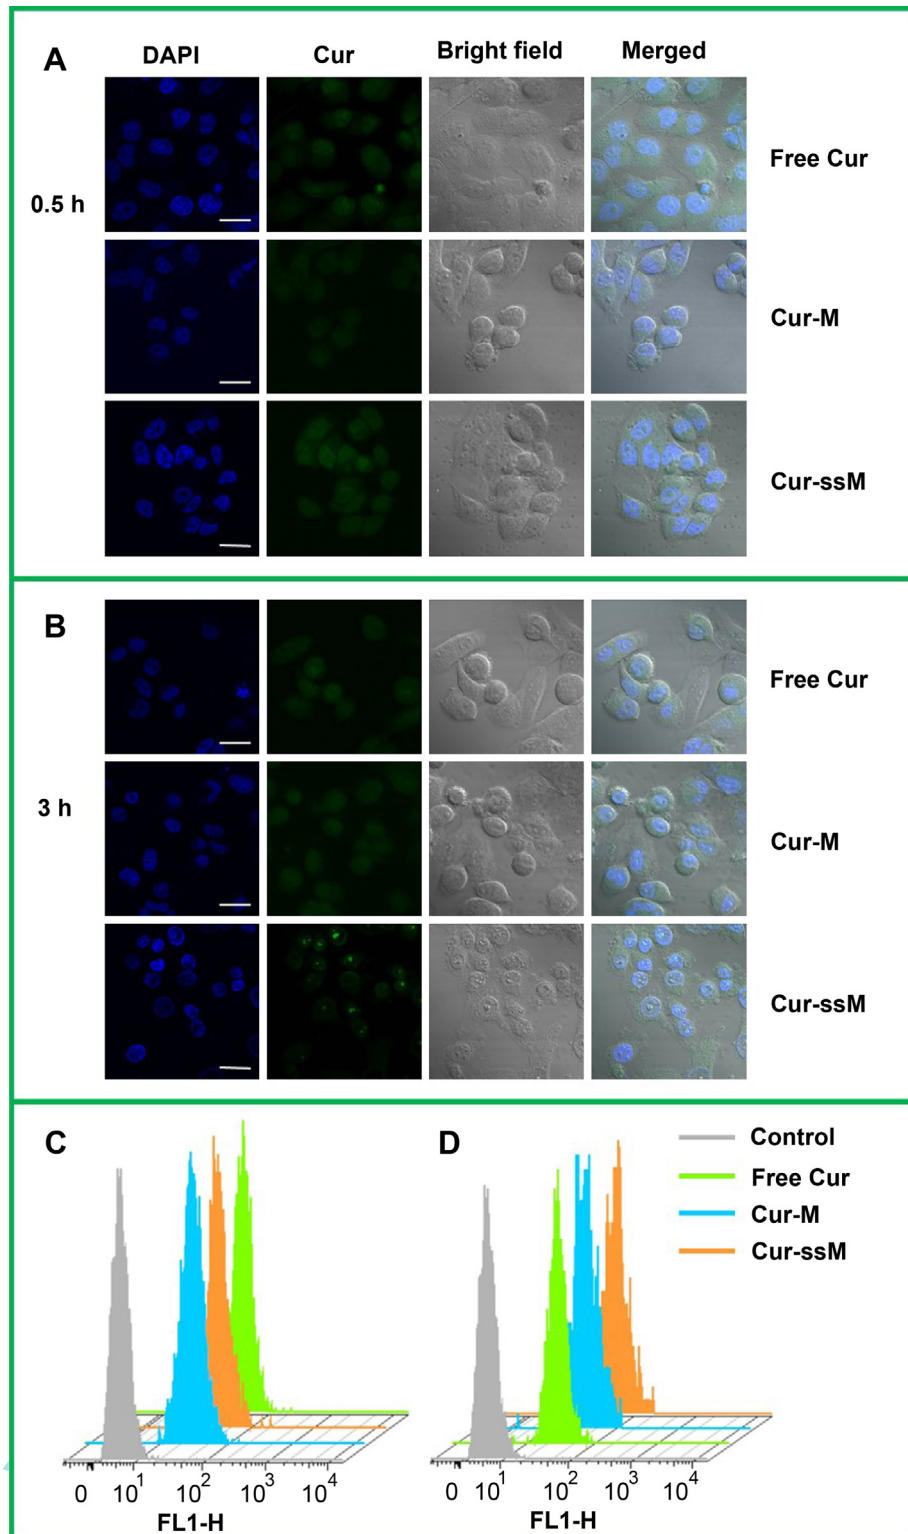 A
DAPI Cur Bright field Merged
0.5 h
Free Cur
Cur-M
Cur-ssM
B
3 h
Free Cur
Cur-M
Cur-ssM
C
D
Control
Free Cur
Cur-M
Cur-ssM
0 10¹ 10² 10³ 10⁴
FL1-H
0 10¹ 10² 10³ 10⁴
FL1-H